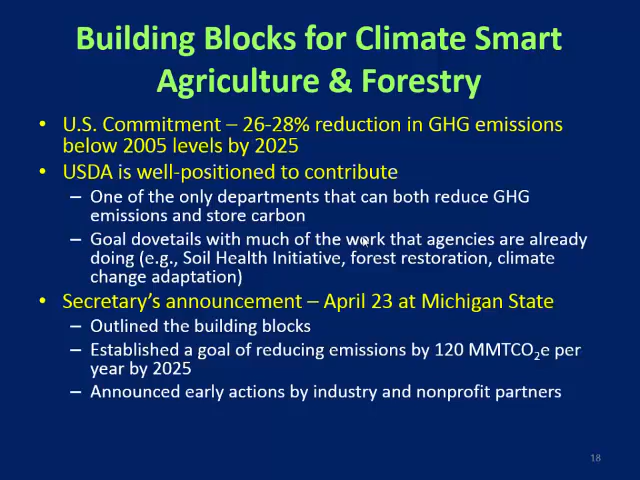 Building Blocks for Climate Smart
Agriculture & Forestry
• U.S. Commitment – 26-28% reduction in GHG emissions
below 2005 levels by 2025
• USDA is well-positioned to contribute
– One of the only departments that can both reduce GHG
emissions and store carbon
– Goal dovetails with much of the work that agencies are already
doing (e.g., Soil Health Initiative, forest restoration, climate
change adaptation)
• Secretary’s announcement – April 23 at Michigan State
– Outlined the building blocks
– Established a goal of reducing emissions by 120 MMTCO₂e per
year by 2025
– Announced early actions by industry and nonprofit partners
18